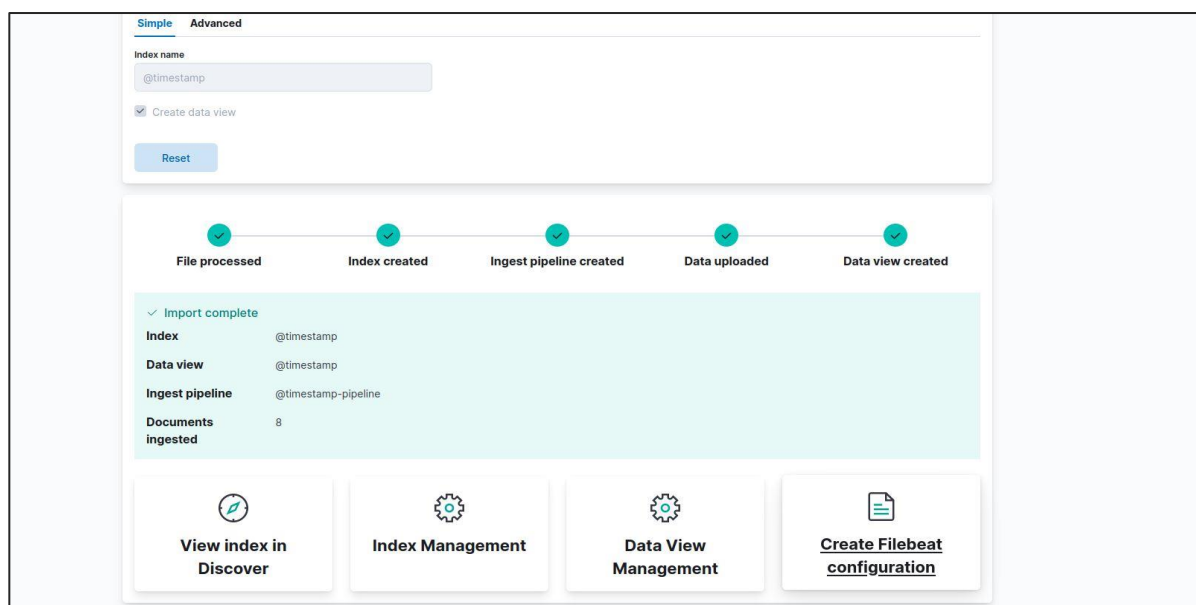 Simple Advanced
Index name
@timestamp
Create data view
Reset
File processed Index created Ingest pipeline created Data uploaded Data view created
Import complete
Index @timestamp
Data view @timestamp
Ingest pipeline @timestamp-pipeline
Documents 8
ingested
View index in
Discover
Index Management
Data View
Management
Create Filebeat
configuration